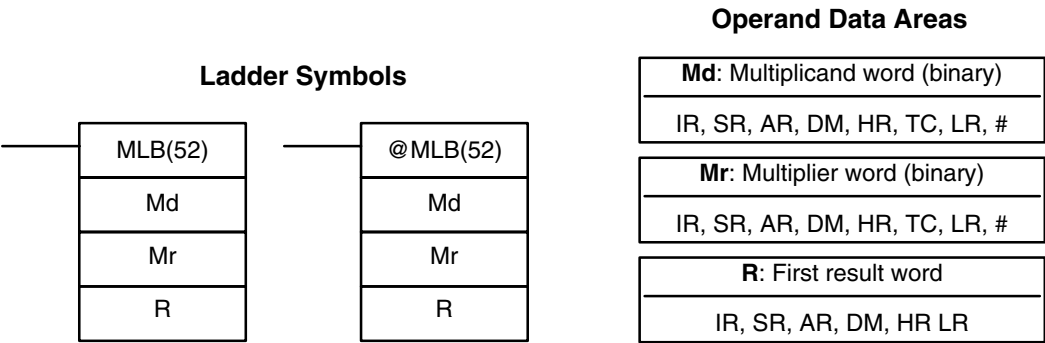 Ladder Symbols
MLB(52)
Md
Mr
R
@MLB(52)
Md
Mr
R
Operand Data Areas
Md: Multiplicand word (binary)
IR, SR, AR, DM, HR, TC, LR, #
Mr: Multiplier word (binary)
IR, SR, AR, DM, HR, TC, LR, #
R: First result word
IR, SR, AR, DM, HR LR